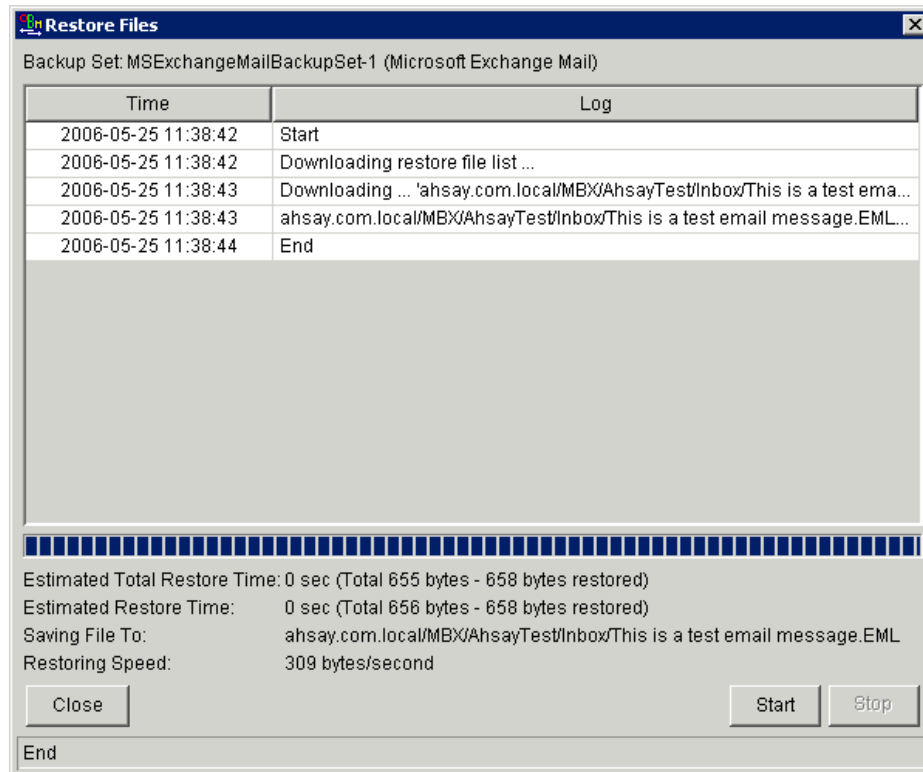 Restore Files
Backup Set: MSExchangeMailBackupSet-1 (Microsoft Exchange Mail)
Time Log
2006-05-25 11:38:42 Start
2006-05-25 11:38:42 Downloading restore file list ...
2006-05-25 11:38:43 Downloading ... 'ahsay.com.local/MBX/AhsayTest/Inbox/This is a test ema...
2006-05-25 11:38:43 ahsay.com.local/MBX/AhsayTest/Inbox/This is a test email message.EML...
2006-05-25 11:38:44 End
Estimated Total Restore Time: 0 sec (Total 655 bytes - 658 bytes restored)
Estimated Restore Time: 0 sec (Total 656 bytes - 658 bytes restored)
Saving File To: ahsay.com.local/MBX/AhsayTest/Inbox/This is a test email message.EML
Restoring Speed: 309 bytes/second
Close Start Stop
End